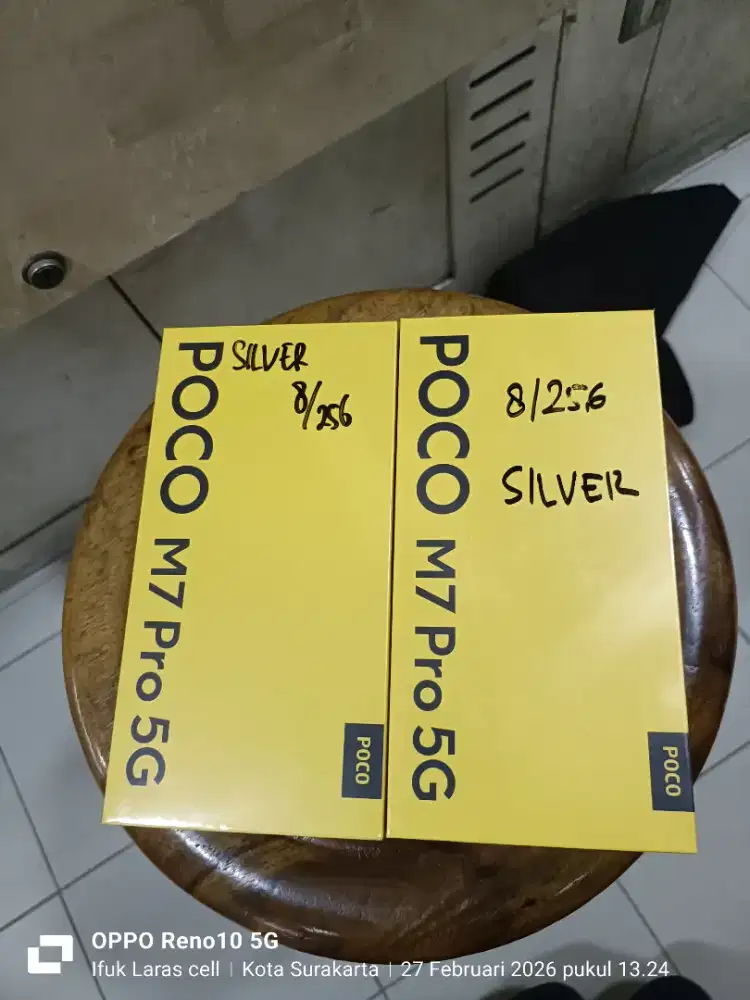 POCO M7 Pro 5G
SILVER
8/256
POCO
POCO M7 Pro 5G
8/256
SILVER
POCO
OPPO Reno10 5G
Ifuk Laras cell | Kota Surakarta | 27 Februari 2026 pukul 13.24